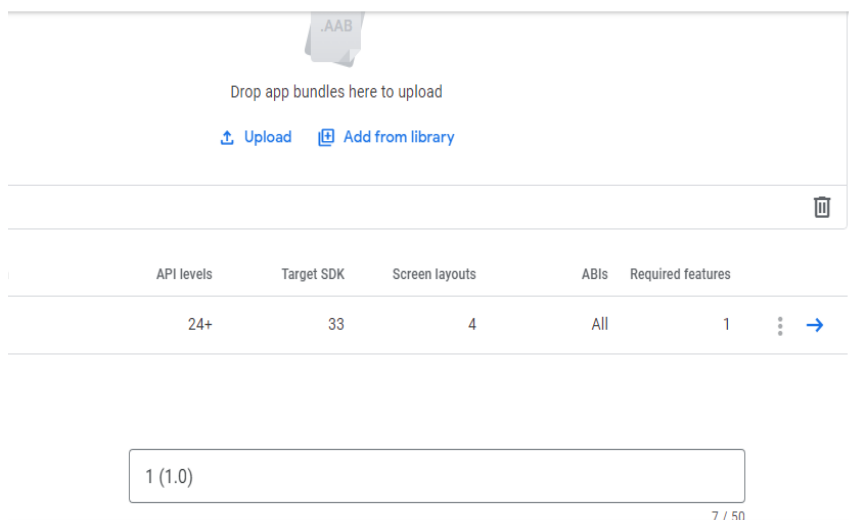 .AAB
Drop app bundles here to upload
Upload Add from library
API levels Target SDK Screen layouts ABIs Required features
24+ 33 4 All 1
1 (1.0)
7 / 50